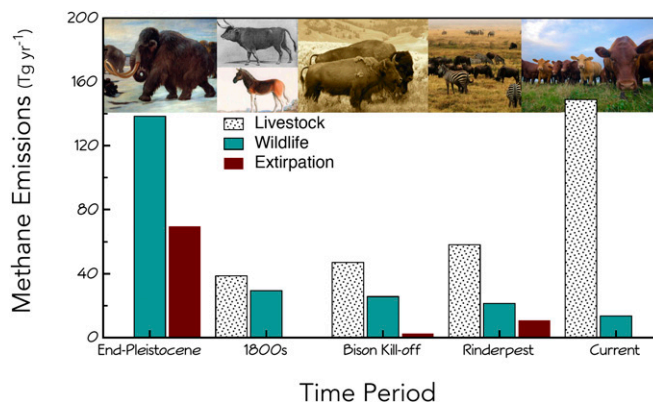 Methane Emissions (Tg yr⁻¹)
200
160
140
80
40
0
Livestock
Wildlife
Extirpation
End-Pleistocene
1800s
Bison Kill-off
Rinderpest
Current
Time Period